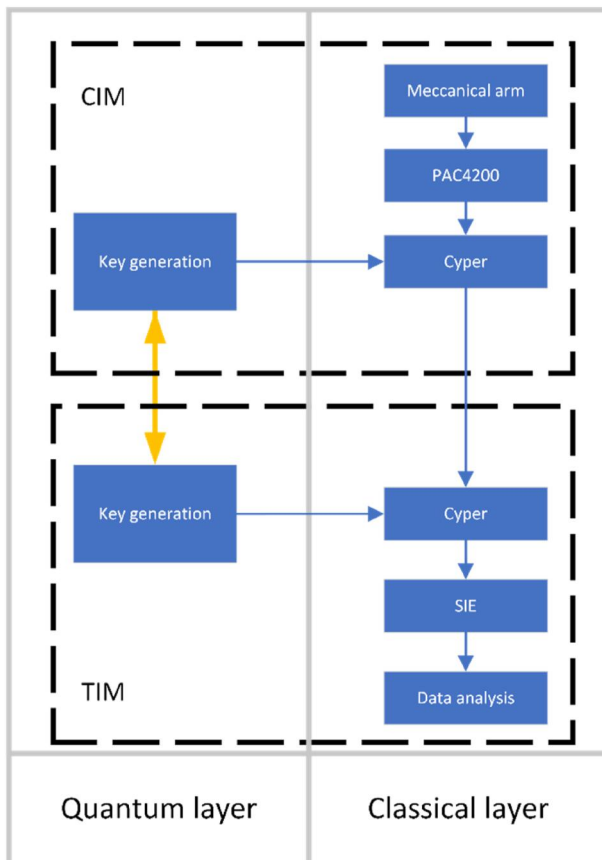 CIM
Meccanical arm
PAC4200
Key generation
Cyper
Key generation
Cyper
SIE
TIM
Data analysis
Quantum layer
Classical layer